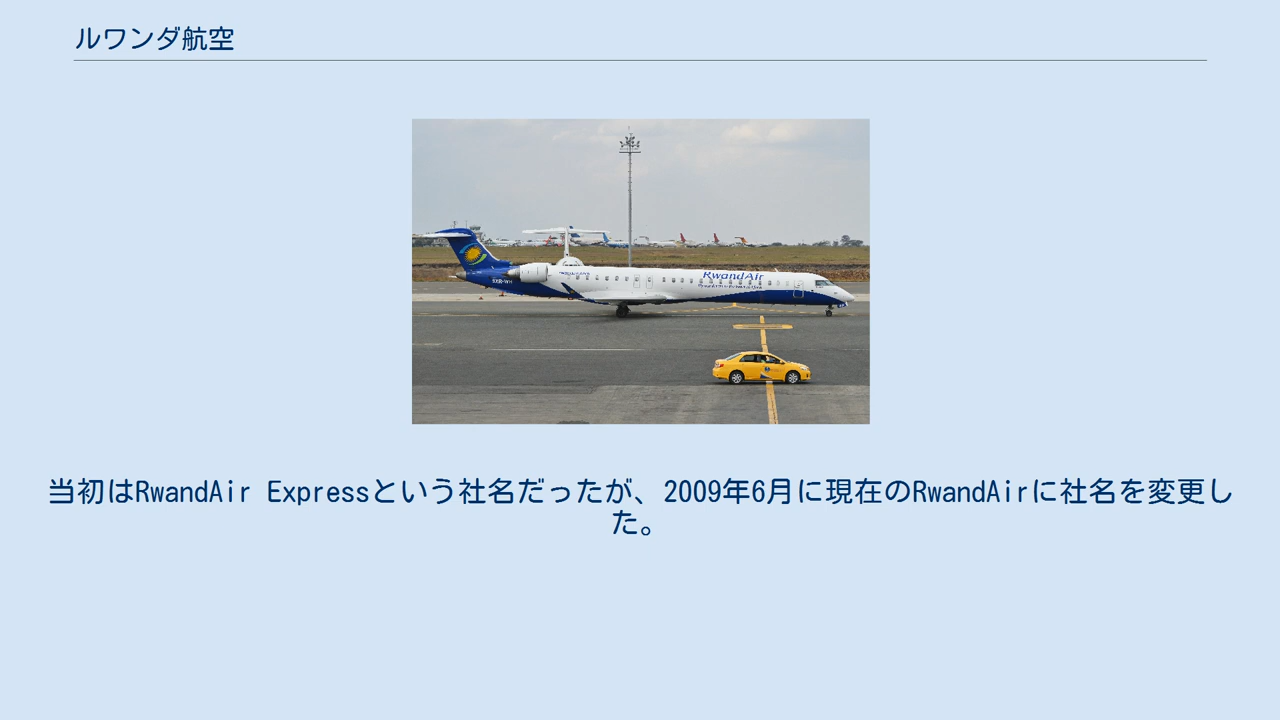 ルワンダ航空
RwandAir
当初はRwandAir Expressという社名だったが、2009年6月に現在のRwandAirに社名を変更し
た。